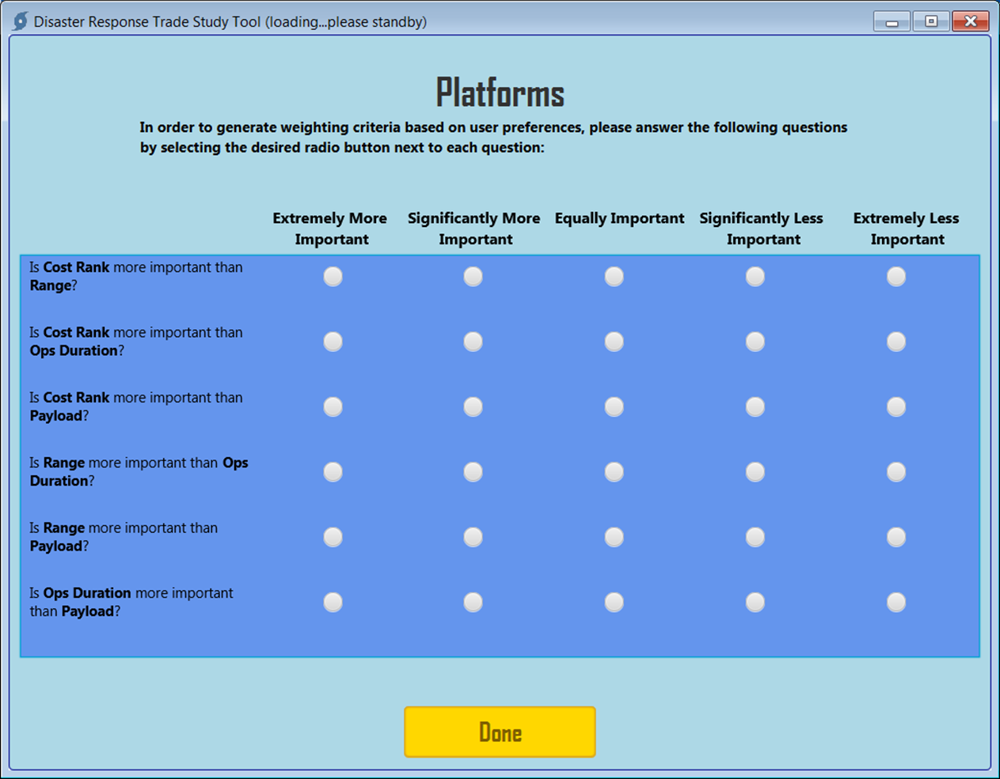 Disaster Response Trade Study Tool (loading...please standby)
Platforms
In order to generate weighting criteria based on user preferences, please answer the following questions
by selecting the desired radio button next to each question:
Extremely More
Important
Significantly More
Important
Equally Important
Significantly Less
Important
Extremely Less
Important
Is Cost Rank more important than
Range?
Is Cost Rank more important than
Ops Duration?
Is Cost Rank more important than
Payload?
Is Range more important than Ops
Duration?
Is Range more important than
Payload?
Is Ops Duration more important
than Payload?
Done